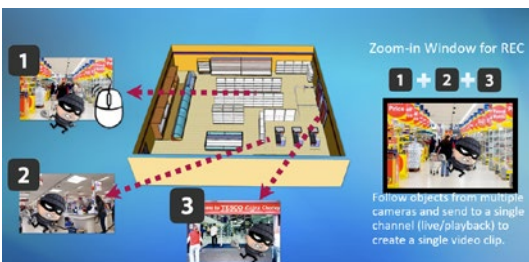 1
2
3
TESCO
Zoom-in Window for REC
1 + 2 + 3
Follow objects from multiple
cameras and send to a single
channel (live/playback) to
create a single video clip.